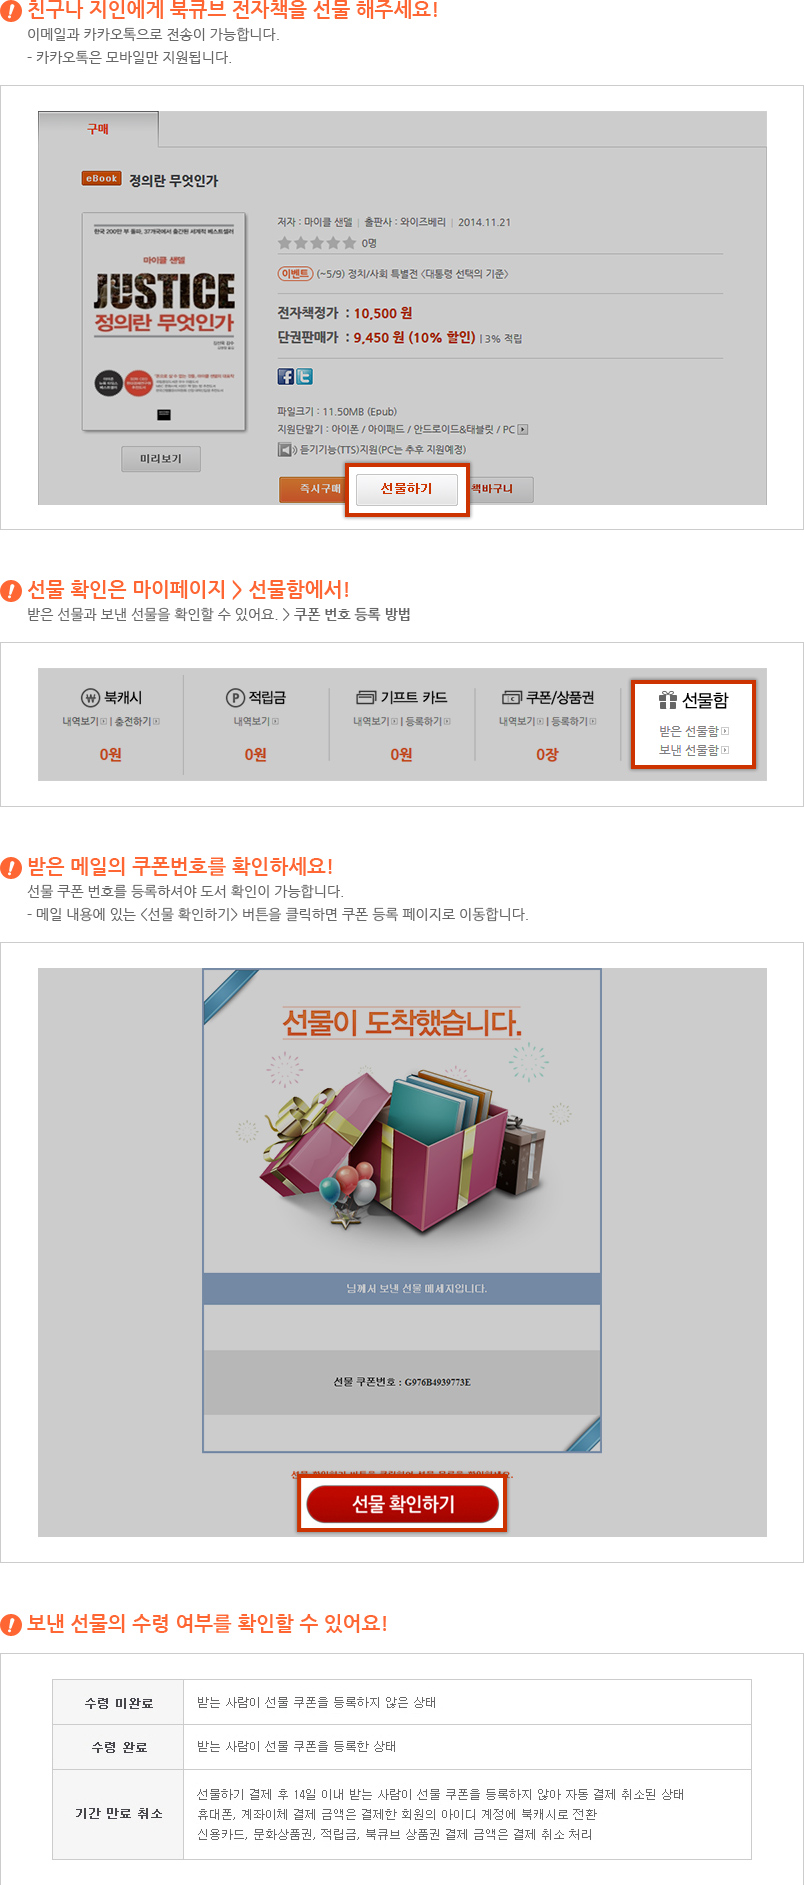 친구나 지인에게 북큐브 전자책을 선물 해주세요!
이메일과 카카오톡으로 전송이 가능합니다.
- 카카오톡은 모바일만 지원됩니다.
구매
eBook 정의란 무엇인가
한국 200만 부 돌파, 37개국에서 출간된 세계적 베스트셀러
마이클 샌델
JUSTICE
정의란 무엇인가
미리보기
저자 : 마이클 샌델 | 출판사 : 와이즈베리 | 2014.11.21
0명
이벤트 (~5/9) 정치/사회 특별전 <대통령 선택의 기준>
전자책정가 : 10,500 원
단권판매가 : 9,450 원 (10% 할인) | 3% 적립
파일크기 : 11.50MB (Epub)
지원단말기 : 아이폰 / 아이패드 / 안드로이드&태블릿 / PC
듣기기능(TTS)지원(PC는 추후 지원예정)
즉시구매 선물하기 책바구니
선물 확인은 마이페이지 > 선물함에서!
받은 선물과 보낸 선물을 확인할 수 있어요. > 쿠폰 번호 등록 방법
북캐시
내역보기 | 충전하기
0원
적립금
내역보기
0원
기프트 카드
내역보기 | 등록하기
0원
쿠폰/상품권
내역보기 | 등록하기
0장
선물함
받은 선물함
보낸 선물함
받은 메일의 쿠폰번호를 확인하세요!
선물 쿠폰 번호를 등록하셔야 도서 확인이 가능합니다.
- 메일 내용에 있는 <선물 확인하기> 버튼을 클릭하면 쿠폰 등록 페이지로 이동합니다.
선물이 도착했습니다.
님께서 보낸 선물 메세지입니다.
선물 쿠폰번호 : G976B4939773E
선물 확인하기
보낸 선물의 수령 여부를 확인할 수 있어요!
수령 미완료 받는 사람이 선물 쿠폰을 등록하지 않은 상태
수령 완료 받는 사람이 선물 쿠폰을 등록한 상태
기간 만료 취소
선물하기 결제 후 14일 이내 받는 사람이 선물 쿠폰을 등록하지 않아 자동 결제 취소된 상태
휴대폰, 계좌이체 결제 금액은 결제한 회원의 아이디 계정에 북캐시로 전환
신용카드, 문화상품권, 적립금, 북큐브 상품권 결제 금액은 결제 취소 처리